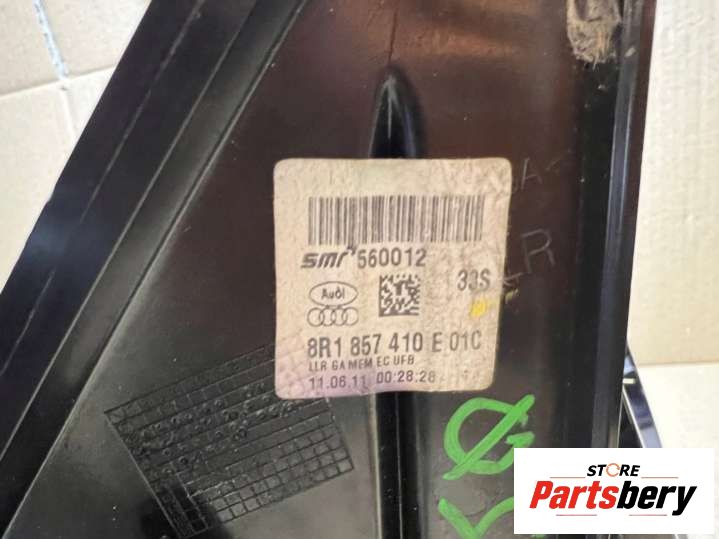 SMR 560012
33S
Audi
8R1 857 410 E 01C
LLR GA MEM EC UFB
11.06.11 00:28:28
STORE
Partsbery